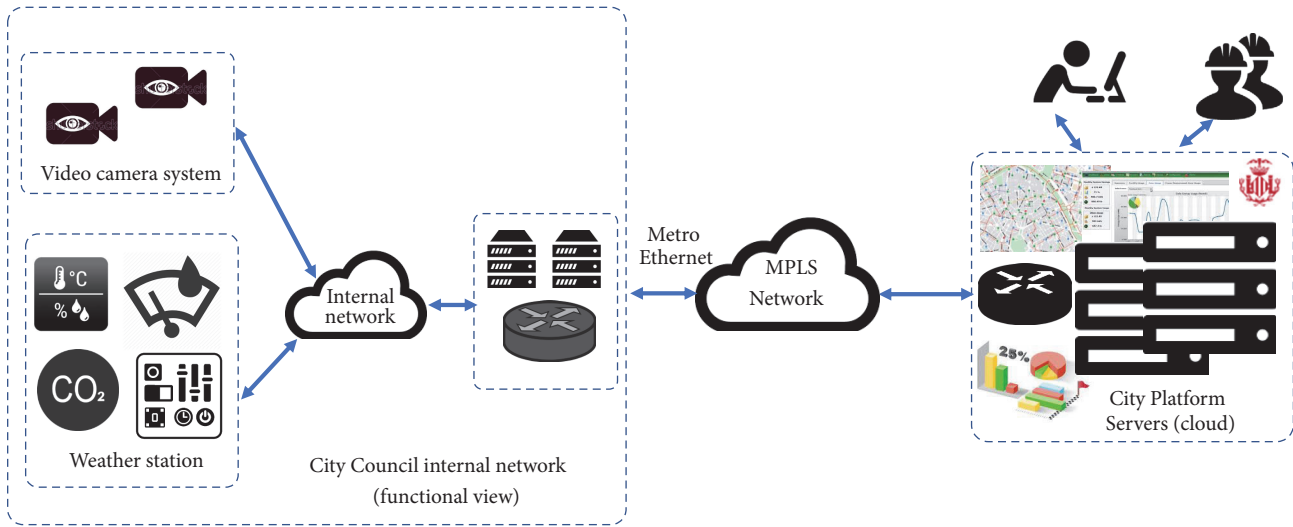 Video camera system
°C
%
CO₂
0
Weather station
Internal
network
City Council internal network
(functional view)
Metro
Ethernet
MPLS
Network
25%
City Platform
Servers (cloud)